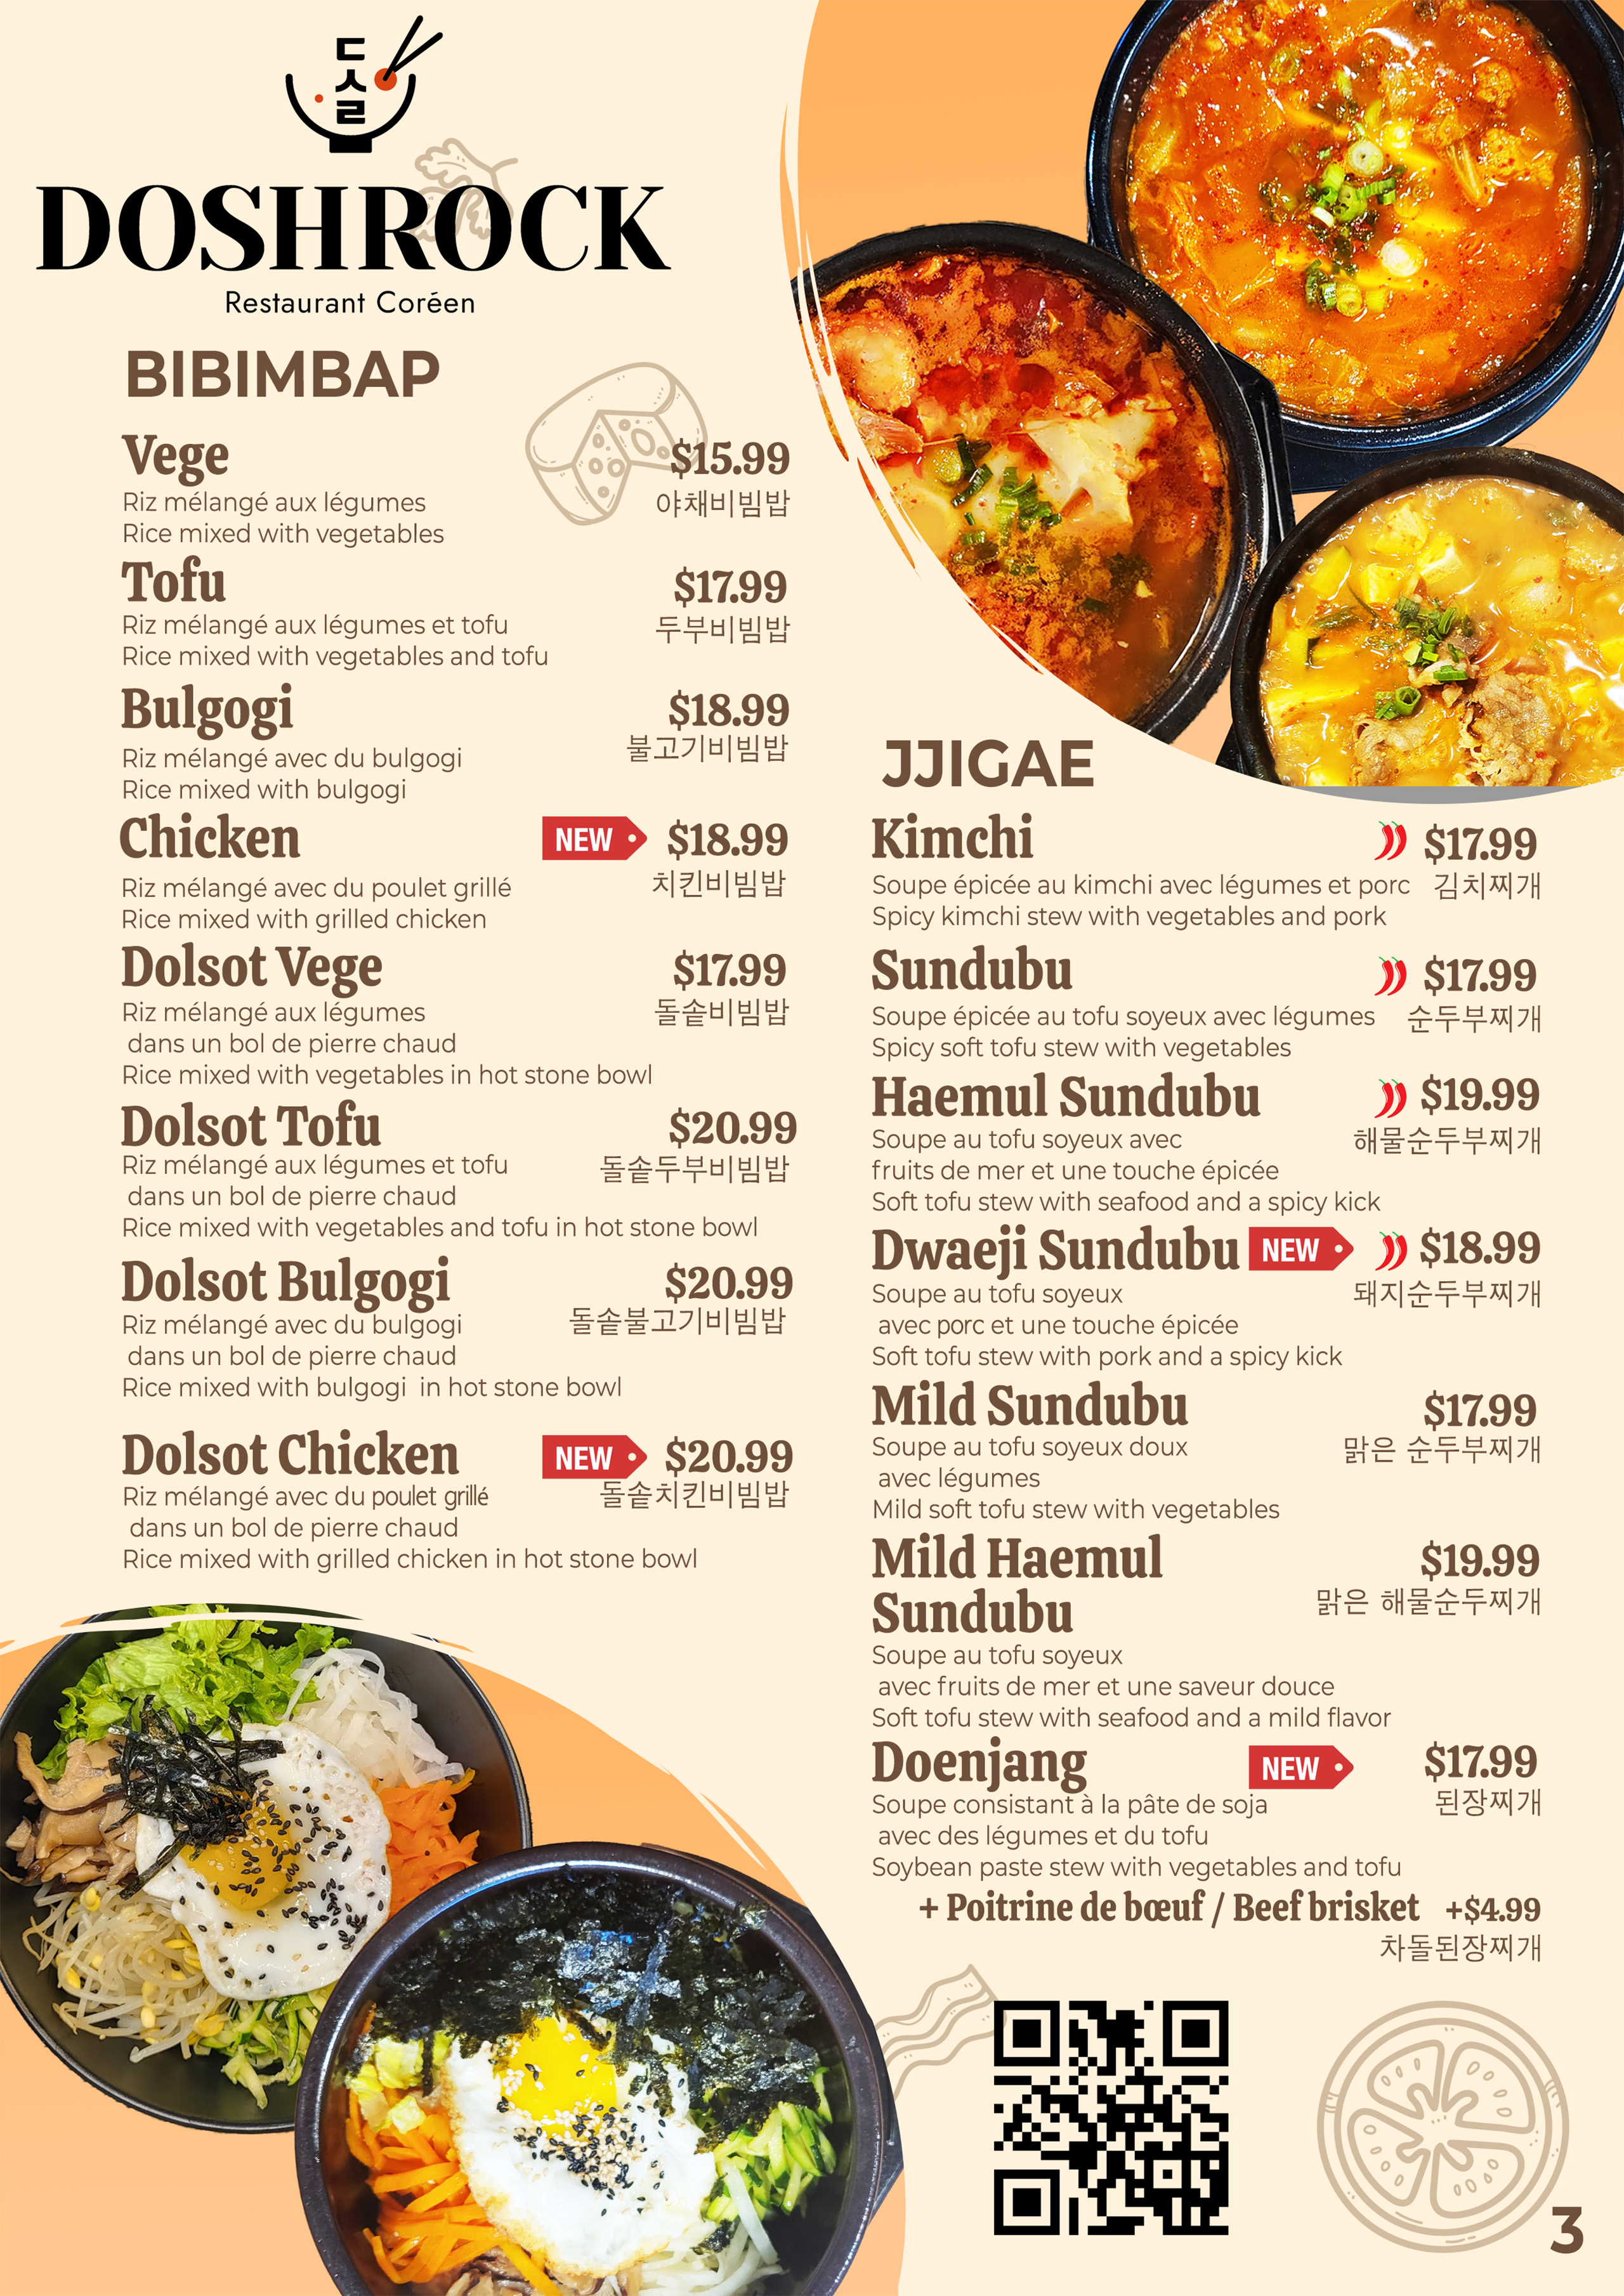 도
슬
DOSHROCK
Restaurant Coréen
BIBIMBAP
Vege $15.99
Riz mélangé aux légumes 야채비빔밥
Rice mixed with vegetables
Tofu $17.99
Riz mélangé aux légumes et tofu 두부비빔밥
Rice mixed with vegetables and tofu
Bulgogi $18.99
Riz mélangé avec du bulgogi 불고기비빔밥
Rice mixed with bulgogi
Chicken NEW $18.99
Riz mélangé avec du poulet grillé 치킨비빔밥
Rice mixed with grilled chicken
Dolsot Vege $17.99
Riz mélangé aux légumes 돌솥비빔밥
dans un bol de pierre chaud
Rice mixed with vegetables in hot stone bowl
Dolsot Tofu $20.99
Riz mélangé aux légumes et tofu 돌솥두부비빔밥
dans un bol de pierre chaud
Rice mixed with vegetables and tofu in hot stone bowl
Dolsot Bulgogi $20.99
Riz mélangé avec du bulgogi 돌솥불고기비빔밥
dans un bol de pierre chaud
Rice mixed with bulgogi in hot stone bowl
Dolsot Chicken NEW $20.99
Riz mélangé avec du poulet grillé 돌솥치킨비빔밥
dans un bol de pierre chaud
Rice mixed with grilled chicken in hot stone bowl
JJIGAE
Kimchi $17.99
Soupe épicée au kimchi avec légumes et porc 김치찌개
Spicy kimchi stew with vegetables and pork
Sundubu $17.99
Soupe épicée au tofu soyeux avec légumes 순두부찌개
Spicy soft tofu stew with vegetables
Haemul Sundubu $19.99
Soupe au tofu soyeux avec 해물순두부찌개
fruits de mer et une touche épicée
Soft tofu stew with seafood and a spicy kick
Dwaeji Sundubu NEW $18.99
Soupe au tofu soyeux 돼지순두부찌개
avec porc et une touche épicée
Soft tofu stew with pork and a spicy kick
Mild Sundubu $17.99
Soupe au tofu soyeux doux 맑은 순두부찌개
avec légumes
Mild soft tofu stew with vegetables
Mild Haemul $19.99
Sundubu 맑은 해물순두찌개
Soupe au tofu soyeux
avec fruits de mer et une saveur douce
Soft tofu stew with seafood and a mild flavor
Doenjang NEW $17.99
Soupe consistant à la pâte de soja 된장찌개
avec des légumes et du tofu
Soybean paste stew with vegetables and tofu
+ Poitrine de bœuf / Beef brisket +$4.99
차돌된장찌개
3